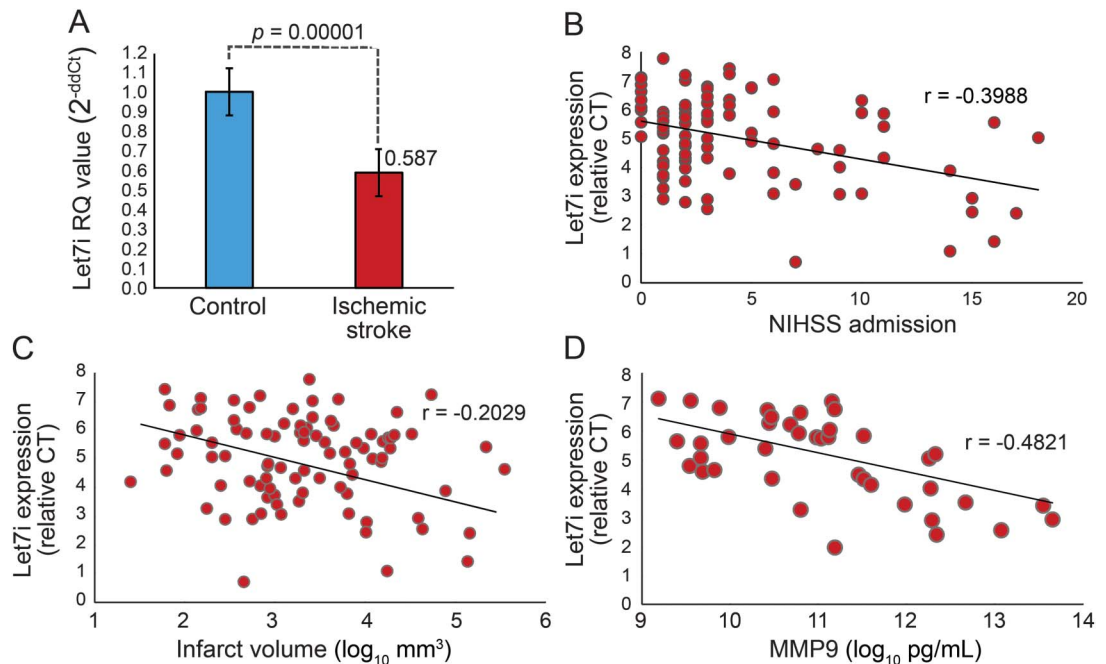 A
p = 0.00001
Let7i RQ value (2^-ddCt)
1.2
1.1
1.0
0.9
0.8
0.7
0.6
0.5
0.4
0.3
0.2
0.1
0.0
0.587
Control
Ischemic
stroke
B
Let7i expression
(relative CT)
8
7
6
5
4
3
2
1
0
r = -0.3988
0 5 10 15 20
NIHSS admission
C
Let7i expression
(relative CT)
8
7
6
5
4
3
2
1
0
r = -0.2029
1 2 3 4 5 6
Infarct volume (log₁₀ mm³)
D
Let7i expression
(relative CT)
8
7
6
5
4
3
2
1
0
r = -0.4821
9 10 11 12 13 14
MMP9 (log₁₀ pg/mL)